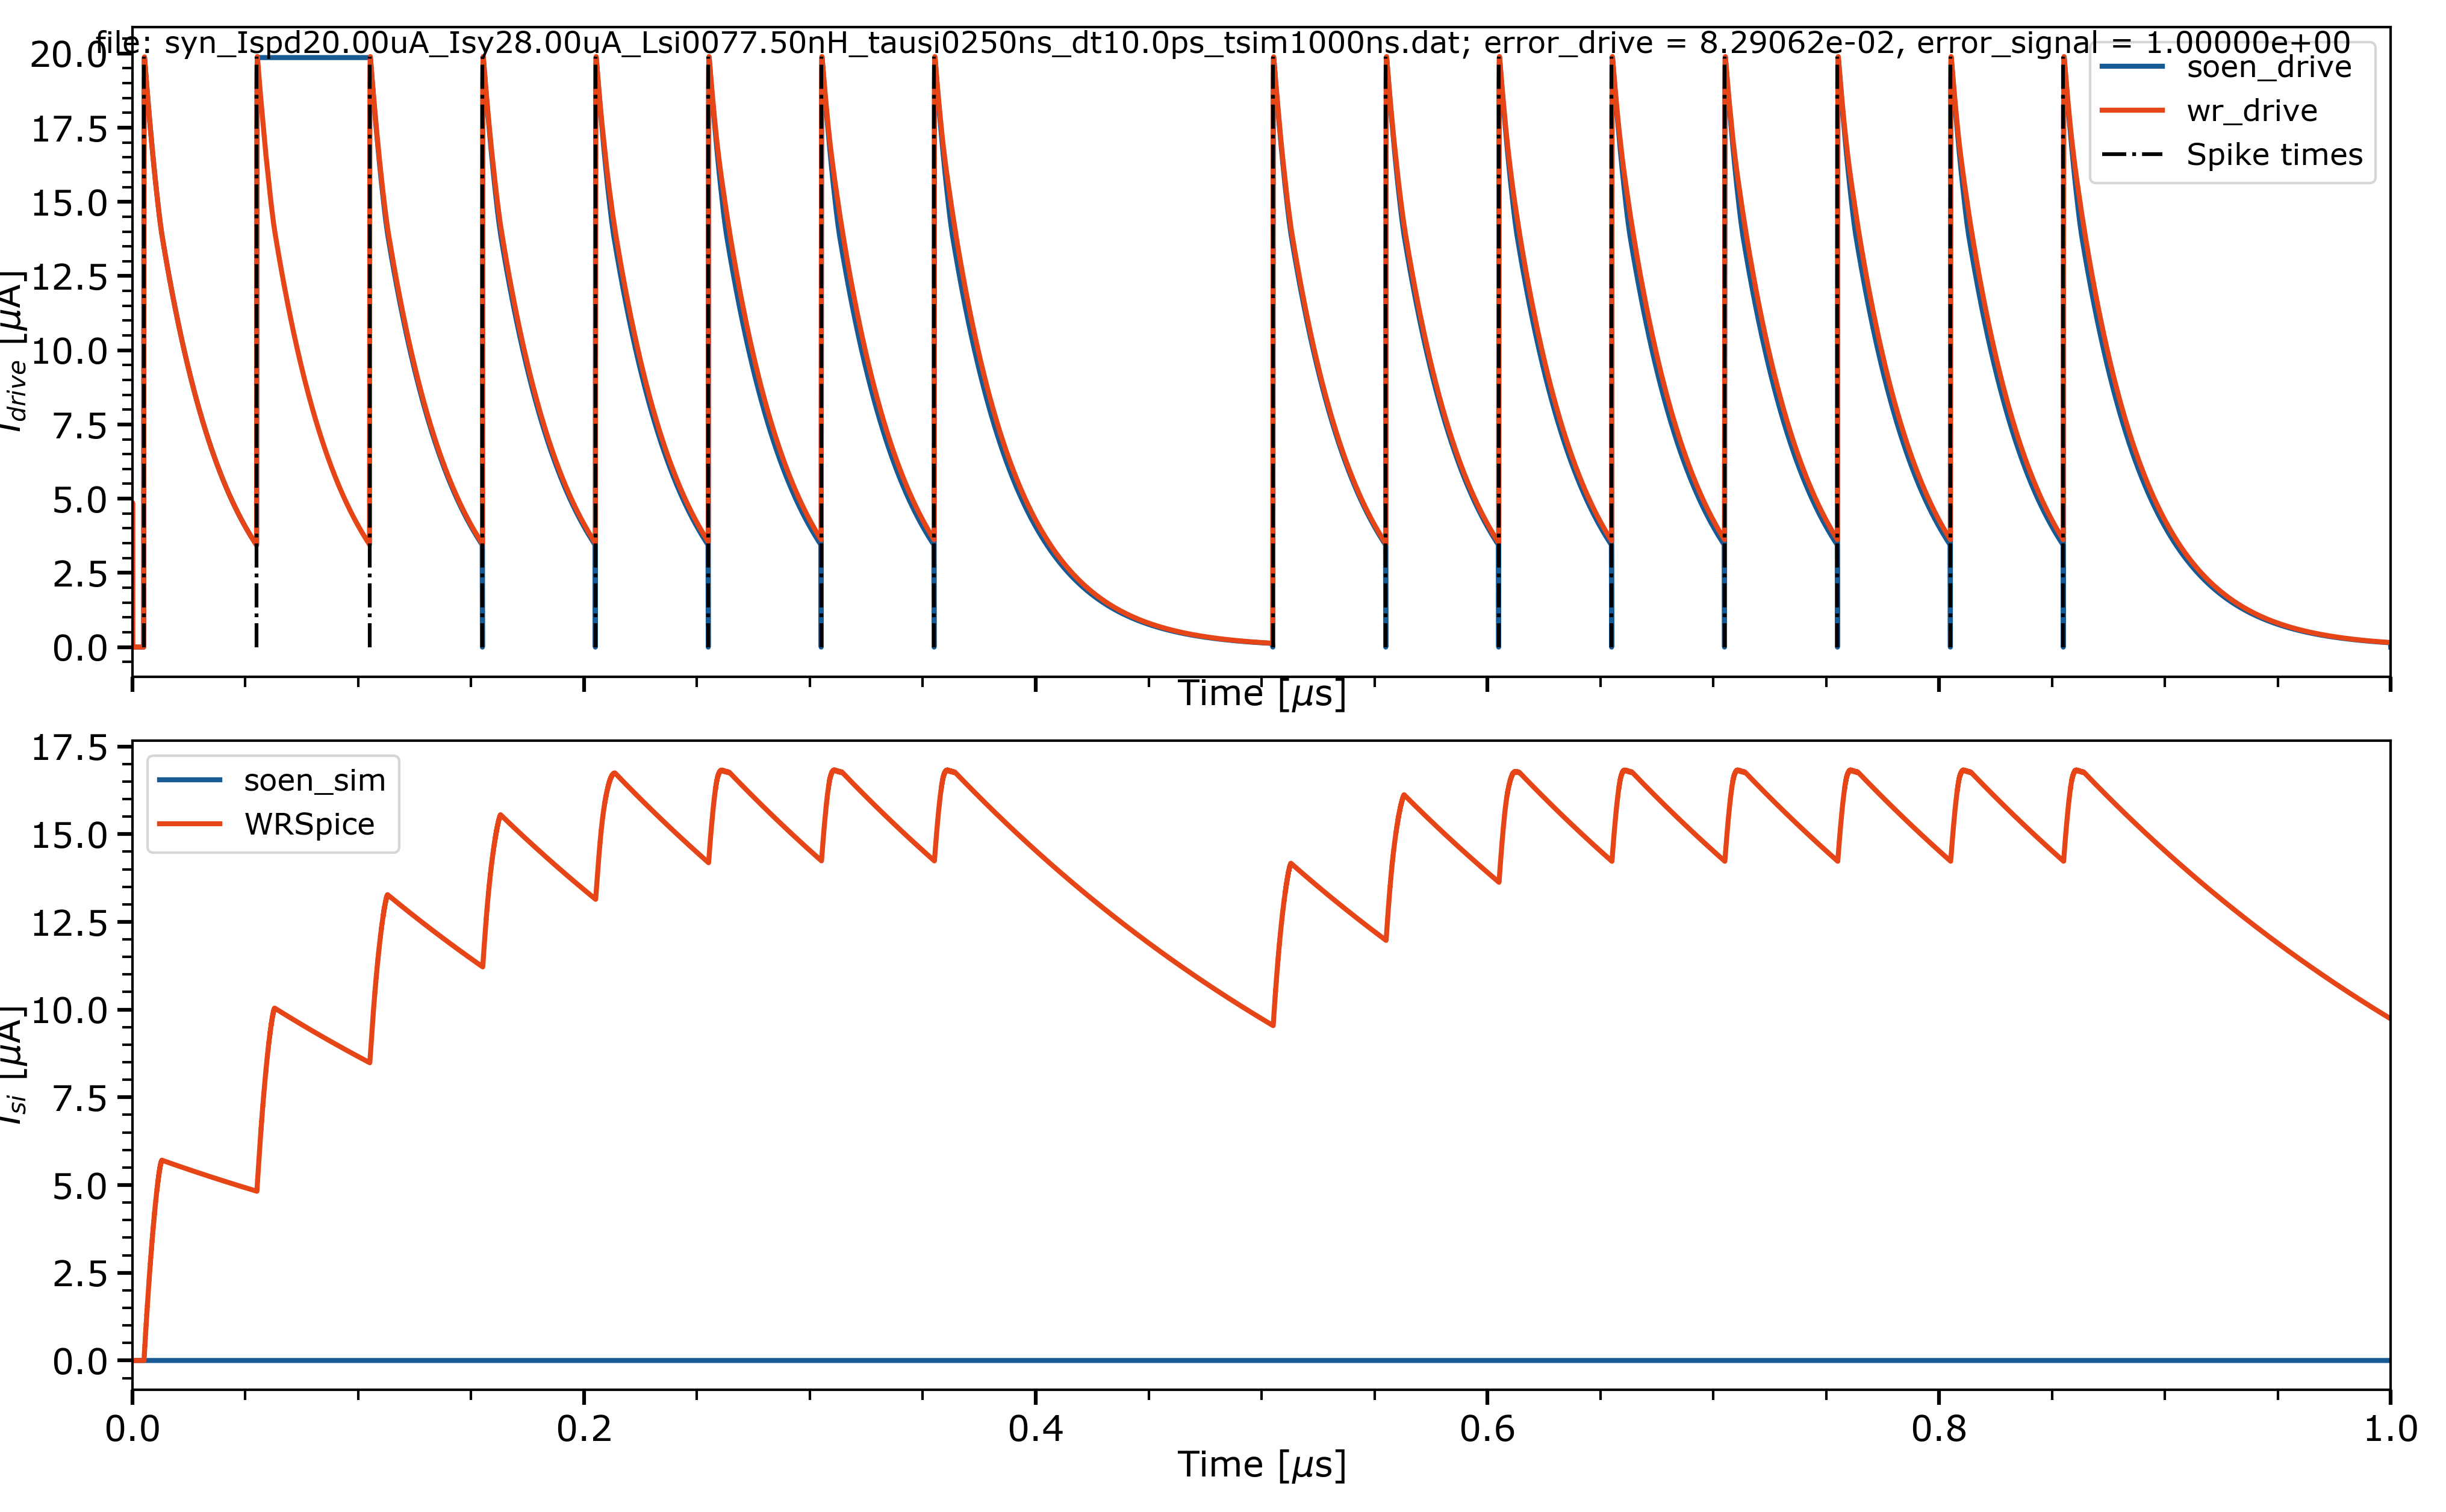 file: syn_Ispd20.00uA_Isy28.00uA_Lsi0077.50nH_tausi0250ns_dt10.0ps_tsim1000ns.dat; error_drive = 8.29062e-02, error_signal = 1.00000e+00
20.0
17.5
15.0
12.5
10.0
7.5
5.0
2.5
0.0
I_drive [μA]
soen_drive
wr_drive
Spike times
Time [μs]
17.5
15.0
12.5
10.0
7.5
5.0
2.5
0.0
I_si [μA]
soen_sim
WRSpice
0.0 0.2 0.4 0.6 0.8 1.0
Time [μs]